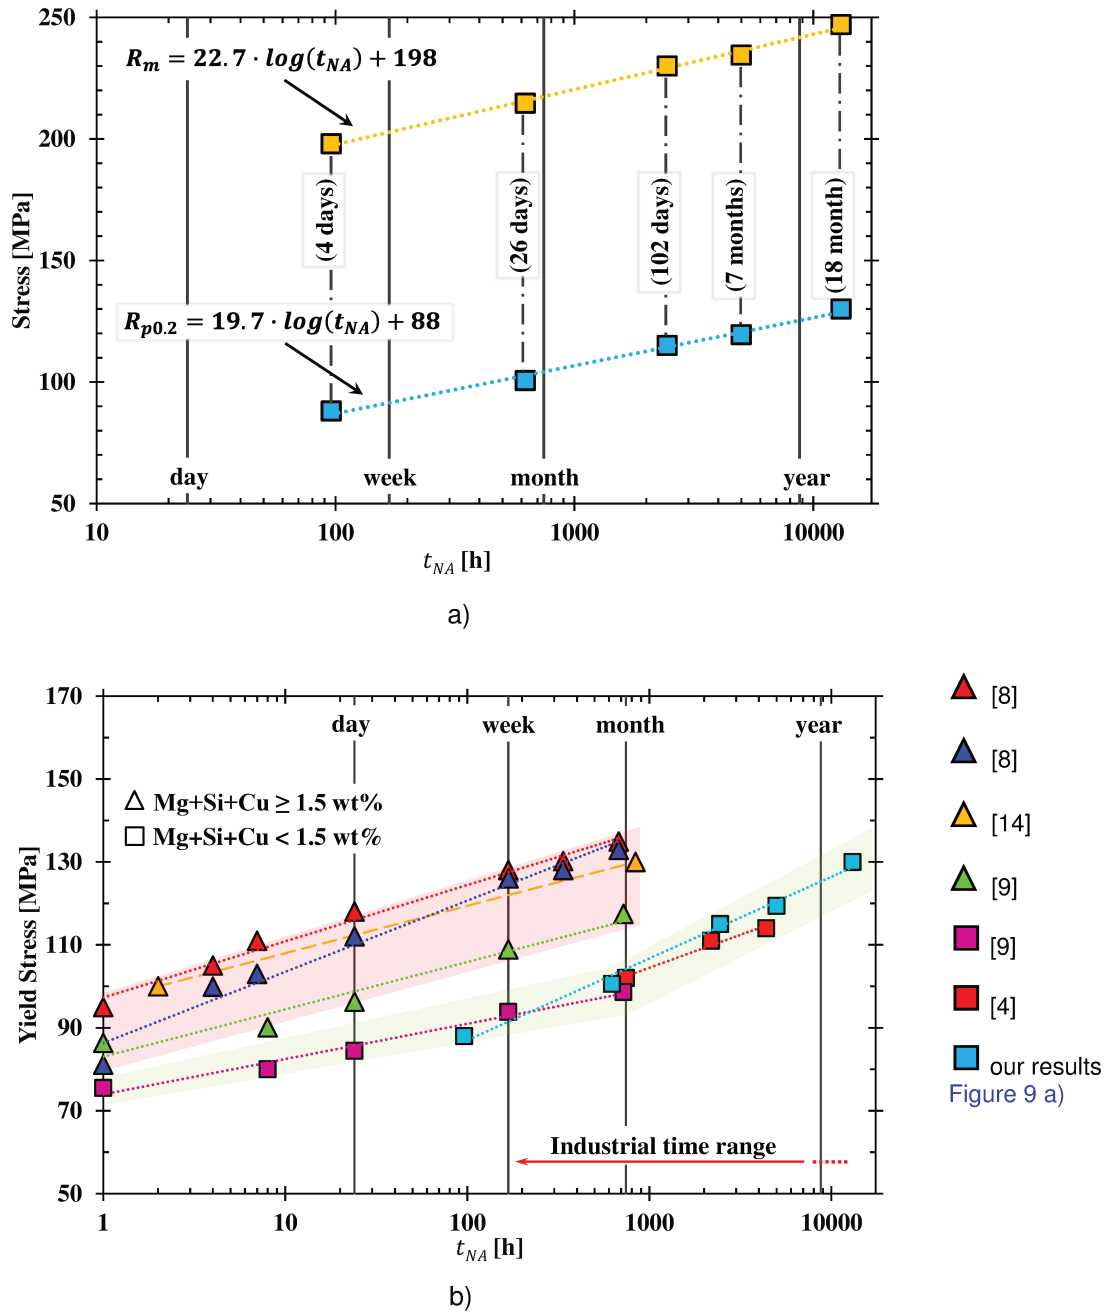 250
200
150
100
50
Stress [MPa]
R_m = 22.7 · log(t_NA) + 198
R_p0.2 = 19.7 · log(t_NA) + 88
(4 days)
(26 days)
(102 days)
(7 months)
(18 month)
day
week
month
year
10
100
1000
10000
t_NA [h]
a)
170
150
130
110
90
70
50
Yield Stress [MPa]
day
week
month
year
Mg+Si+Cu ≥ 1.5 wt%
Mg+Si+Cu < 1.5 wt%
Industrial time range
1
10
100
1000
10000
t_NA [h]
b)
[8]
[8]
[14]
[9]
[9]
[4]
our results
Figure 9 a)